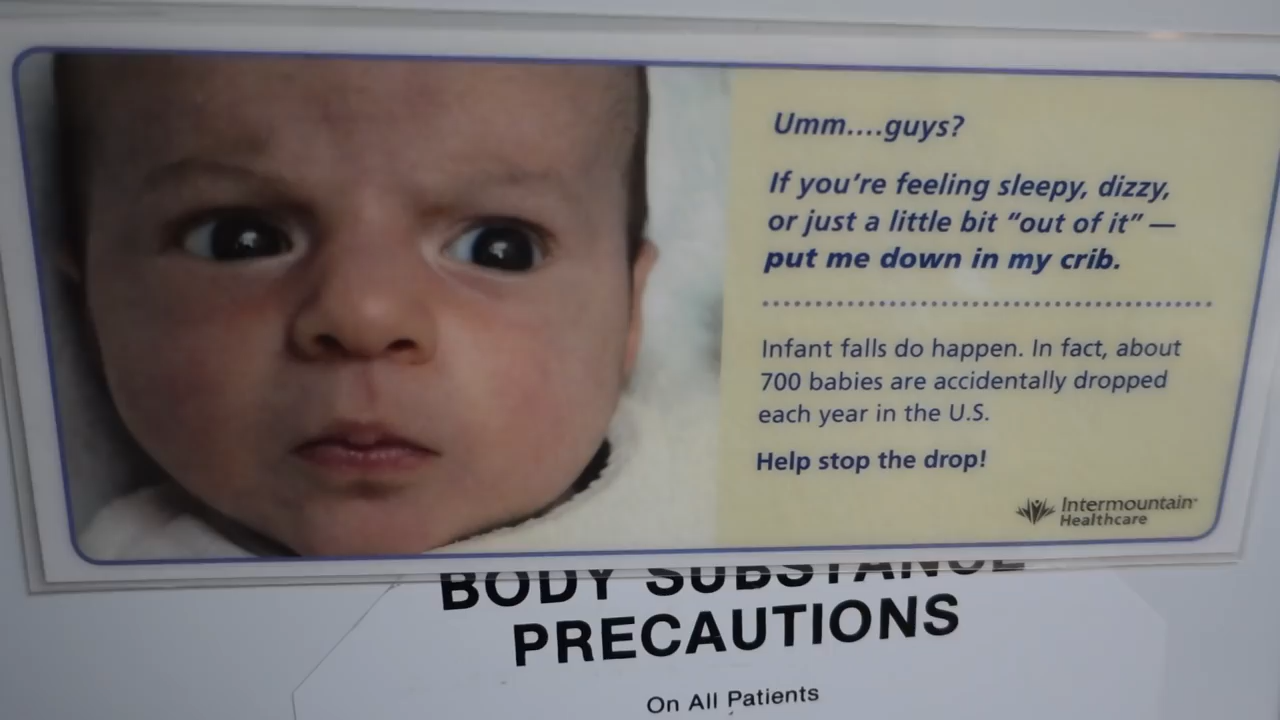 Umm....guys?
If you're feeling sleepy, dizzy,
or just a little bit “out of it” —
put me down in my crib.
Infant falls do happen. In fact, about
700 babies are accidentally dropped
each year in the U.S.
Help stop the drop!
Intermountain
Healthcare
BODY SUBSTANCE
PRECAUTIONS
On All Patients